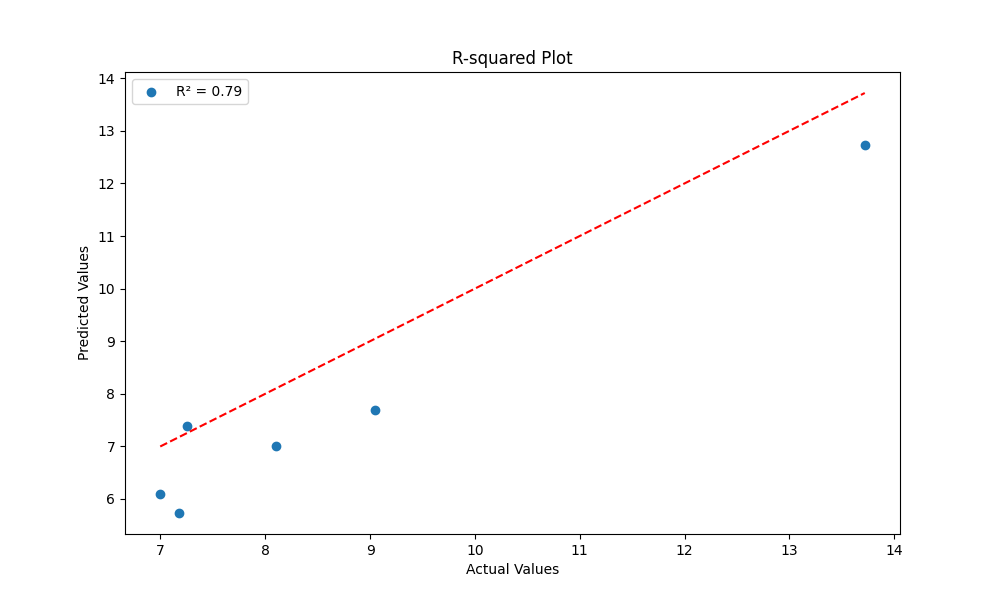 R-squared Plot
R² = 0.79
14
13
12
11
10
9
8
7
6
Predicted Values
7 8 9 10 11 12 13 14
Actual Values